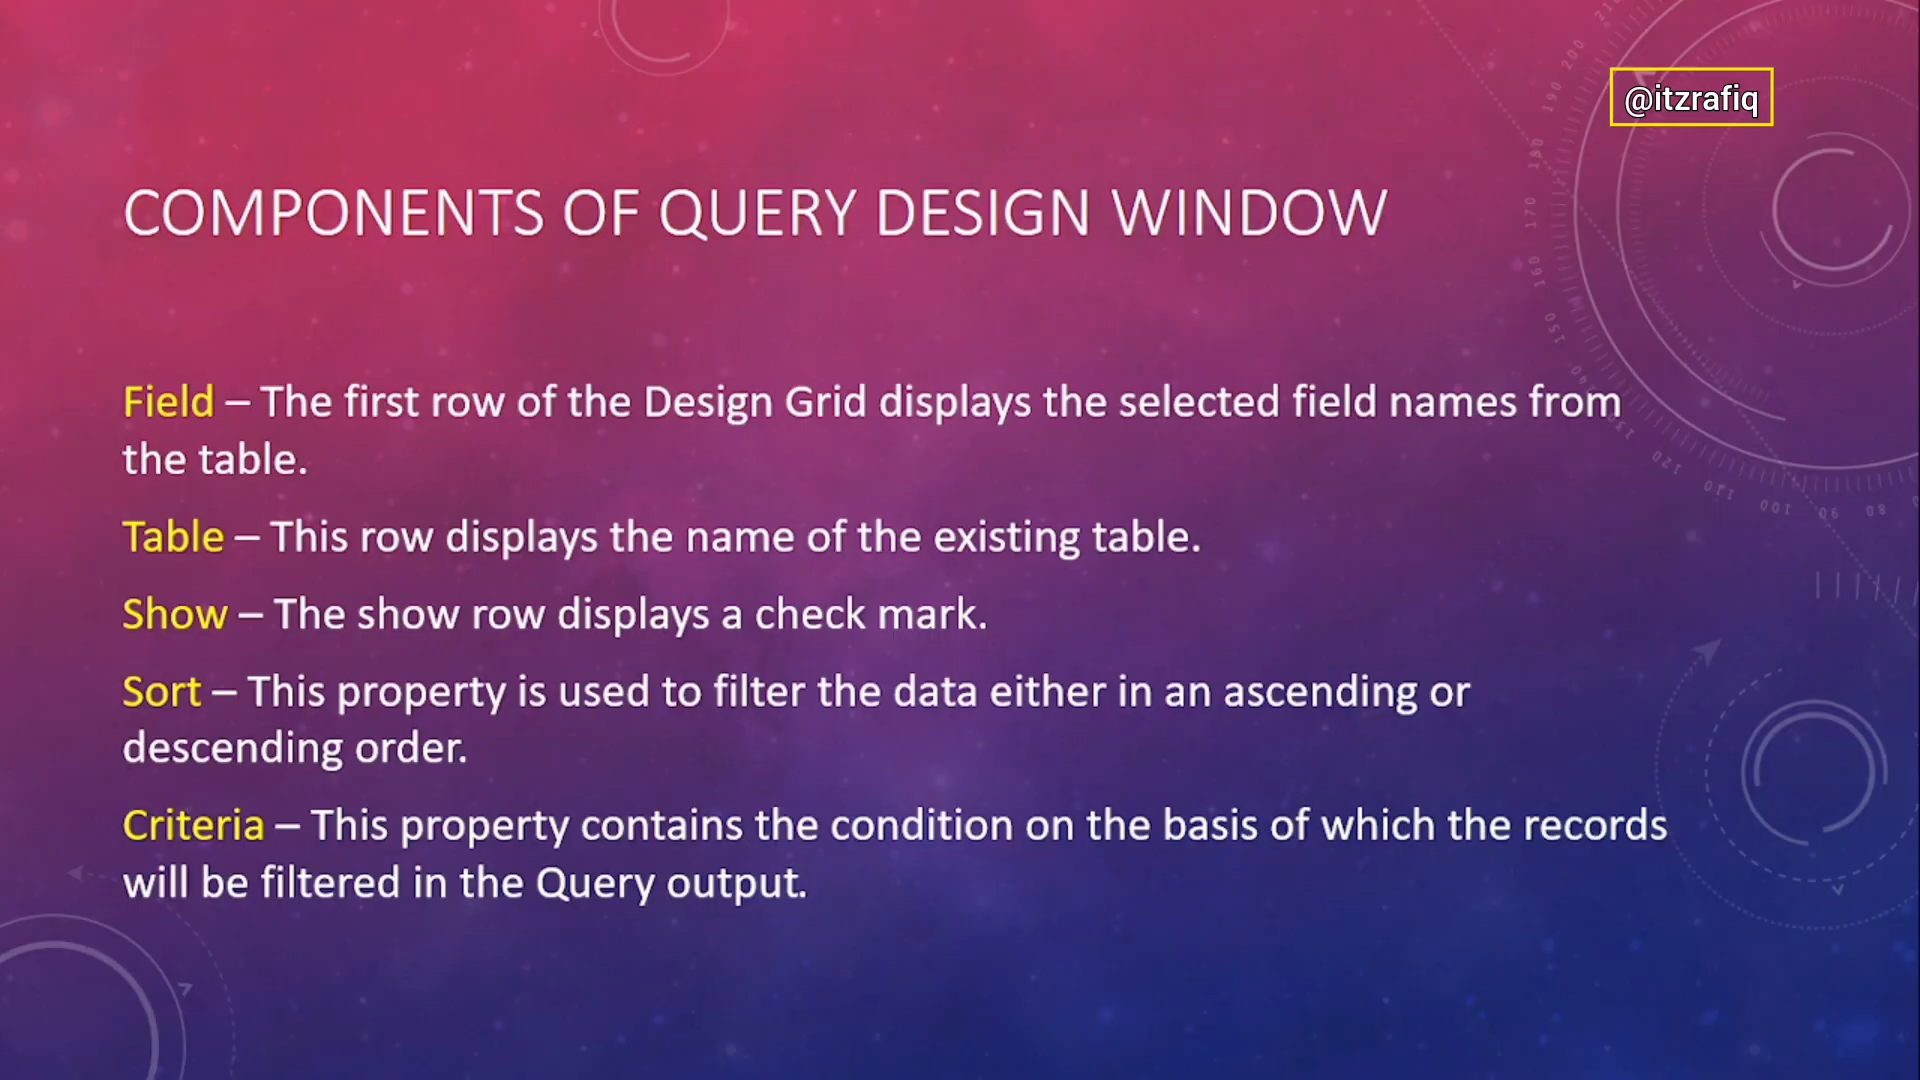 @itzrafiq
COMPONENTS OF QUERY DESIGN WINDOW
Field – The first row of the Design Grid displays the selected field names from
the table.
Table – This row displays the name of the existing table.
Show – The show row displays a check mark.
Sort – This property is used to filter the data either in an ascending or
descending order.
Criteria – This property contains the condition on the basis of which the records
will be filtered in the Query output.